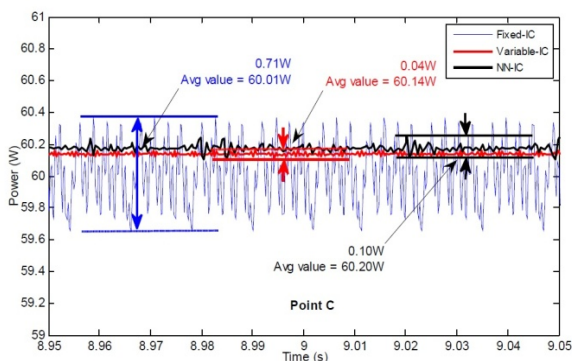 61
60.8
60.6
60.4
60.2
60
59.8
59.6
59.4
59.2
59
Power (W)
0.71W
Avg value = 60.01W
0.04W
Avg value = 60.14W
Fixed-IC
Variable-IC
NN-IC
0.10W
Avg value = 60.20W
Point C
8.95 8.96 8.97 8.98 8.99 9 9.01 9.02 9.03 9.04 9.05
Time (s)